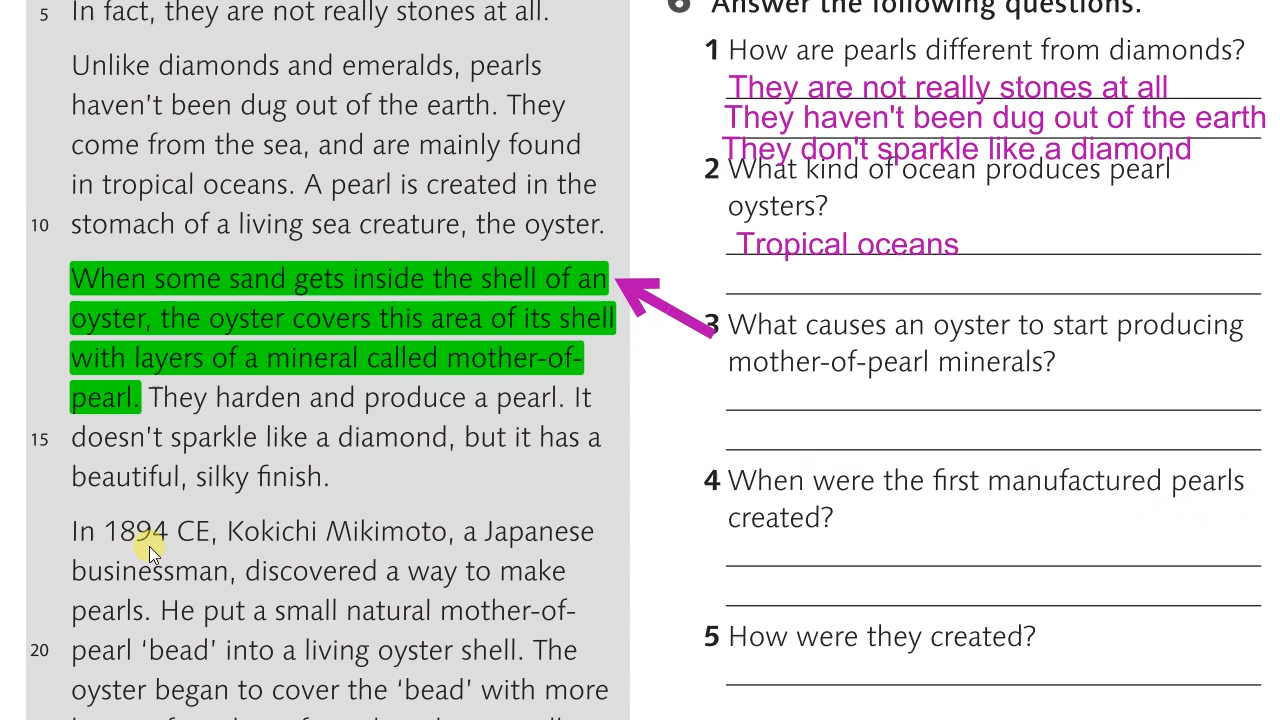 5 In fact, they are not really stones at all.
Unlike diamonds and emeralds, pearls
haven't been dug out of the earth. They
come from the sea, and are mainly found
in tropical oceans. A pearl is created in the
10 stomach of a living sea creature, the oyster.
When some sand gets inside the shell of an
oyster, the oyster covers this area of its shell
with layers of a mineral called mother-of-
pearl. They harden and produce a pearl. It
15 doesn't sparkle like a diamond, but it has a
beautiful, silky finish.
In 1894 CE, Kokichi Mikimoto, a Japanese
businessman, discovered a way to make
pearls. He put a small natural mother-of-
20 pearl 'bead' into a living oyster shell. The
oyster began to cover the 'bead' with more
6 Answer the following questions.
1 How are pearls different from diamonds?
They are not really stones at all
They haven't been dug out of the earth
They don't sparkle like a diamond
2 What kind of ocean produces pearl
oysters?
Tropical oceans
3 What causes an oyster to start producing
mother-of-pearl minerals?
4 When were the first manufactured pearls
created?
5 How were they created?